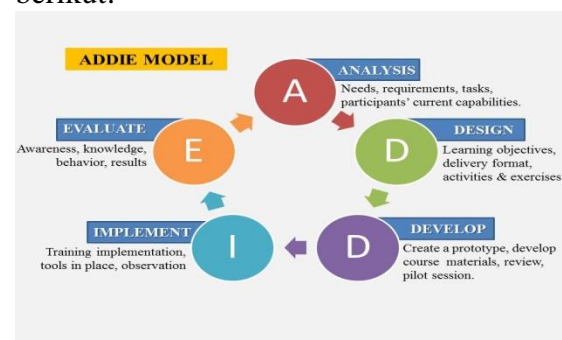 berikut:
ADDIE MODEL
A
ANALYSIS
Needs, requirements, tasks,
participants' current capabilities.
D
DESIGN
Learning objectives,
delivery format,
activities & exercises
D
DEVELOP
Create a prototype, develop
course materials, review,
pilot session.
I
IMPLEMENT
Training implementation,
tools in place, observation
E
EVALUATE
Awareness, knowledge,
behavior, results